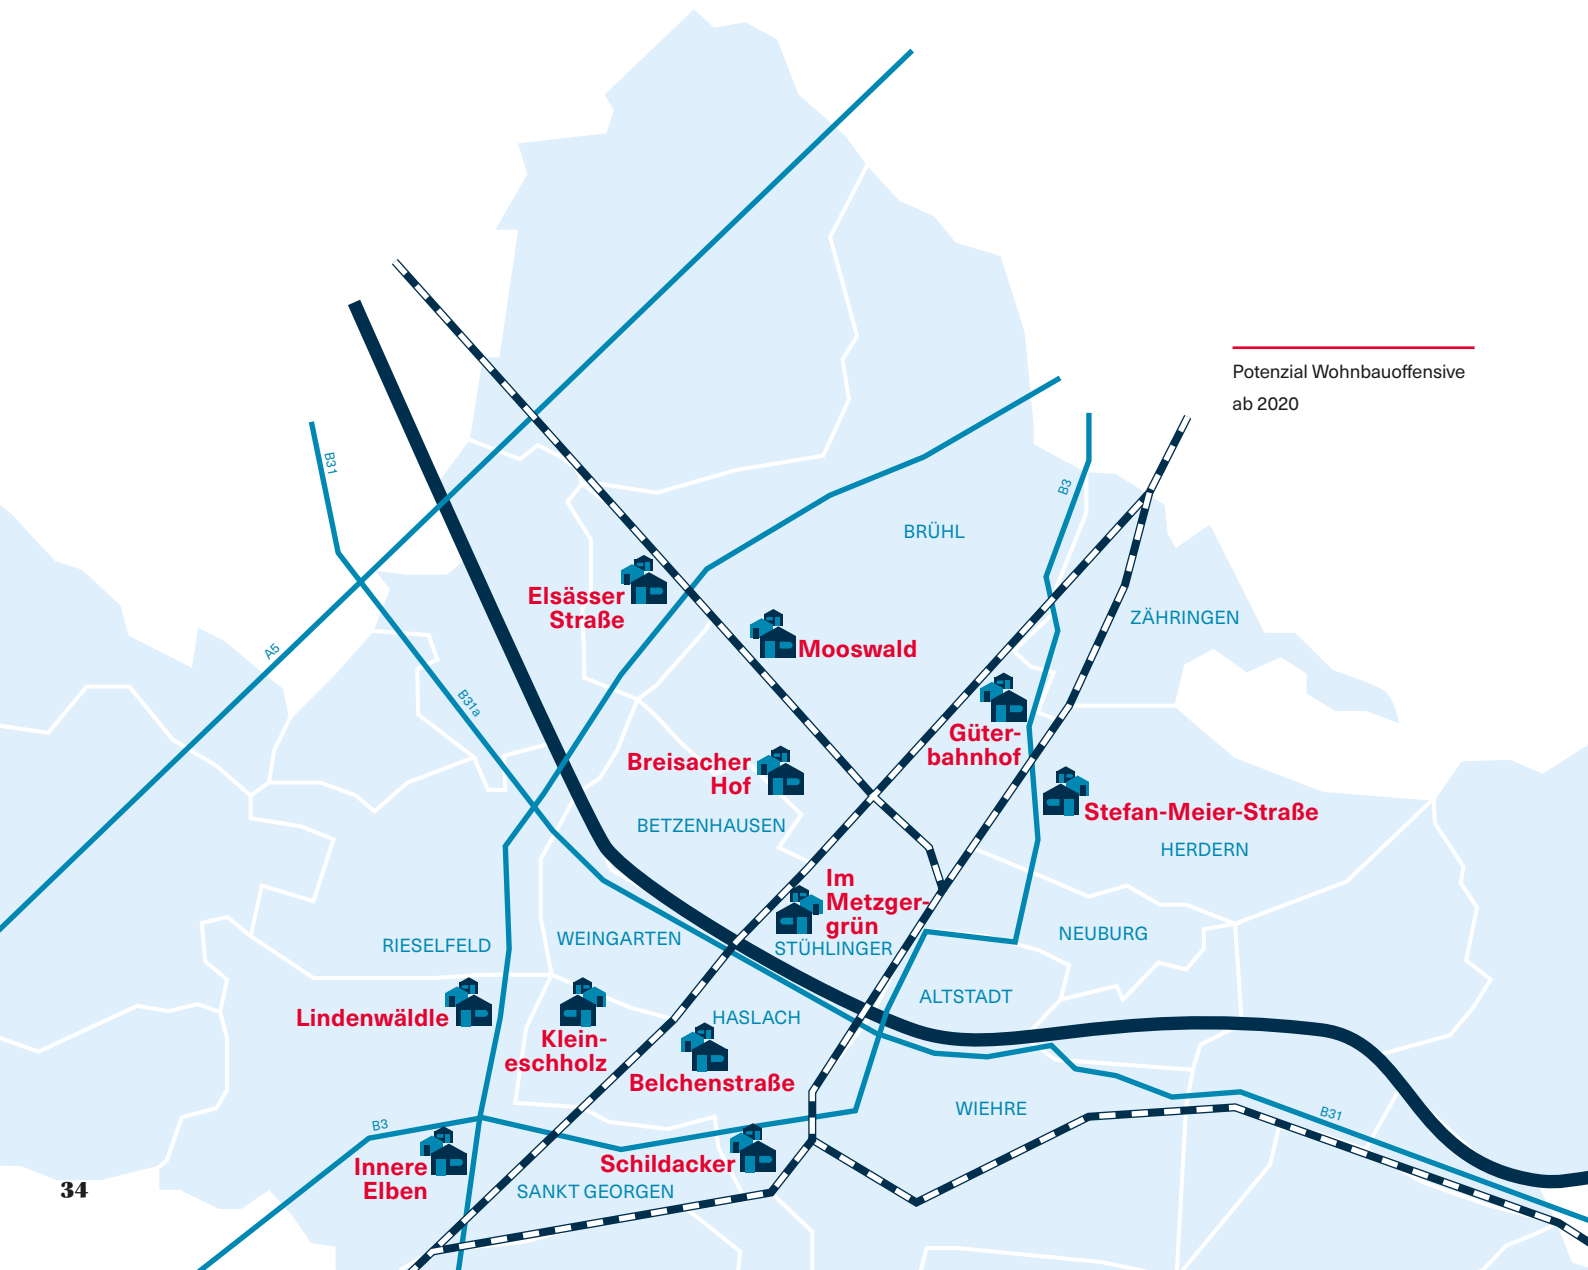 Potenzial Wohnbauoffensive
ab 2020
B31
B3
BRÜHL
Elsässer
Straße
ZÄHRINGEN
Mooswald
A5
B31a
Güter-
bahnhof
Breisacher
Hof
Stefan-Meier-Straße
BETZENHAUSEN
HERDERN
Im
Metzger-
grün
STÜHLINGER
NEUBURG
RIESELFELD
WEINGARTEN
ALTSTADT
Lindenwäldle
HASLACH
Klein-
eschholz
Belchenstraße
WIEHRE
B31
B3
Innere
Elben
Schildacker
SANKT GEORGEN
34